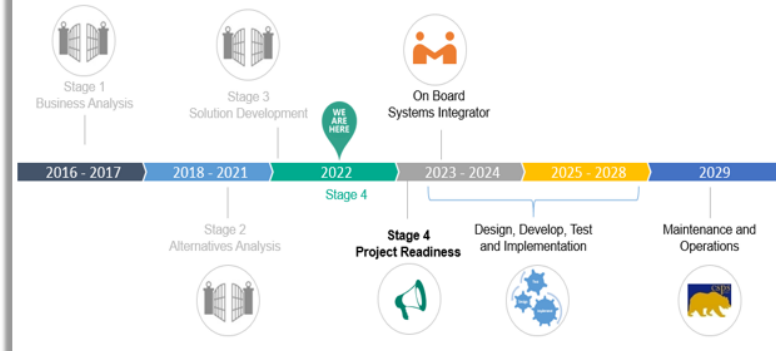 Stage 1
Business Analysis
Stage 3
Solution Development
WE
ARE
HERE
On Board
Systems Integrator
2016 - 2017
2018 - 2021
2022
2023 - 2024
2025 - 2028
2029
Stage 4
Stage 2
Alternatives Analysis
Stage 4
Project Readiness
Design, Develop, Test
and Implementation
Maintenance and
Operations
csps